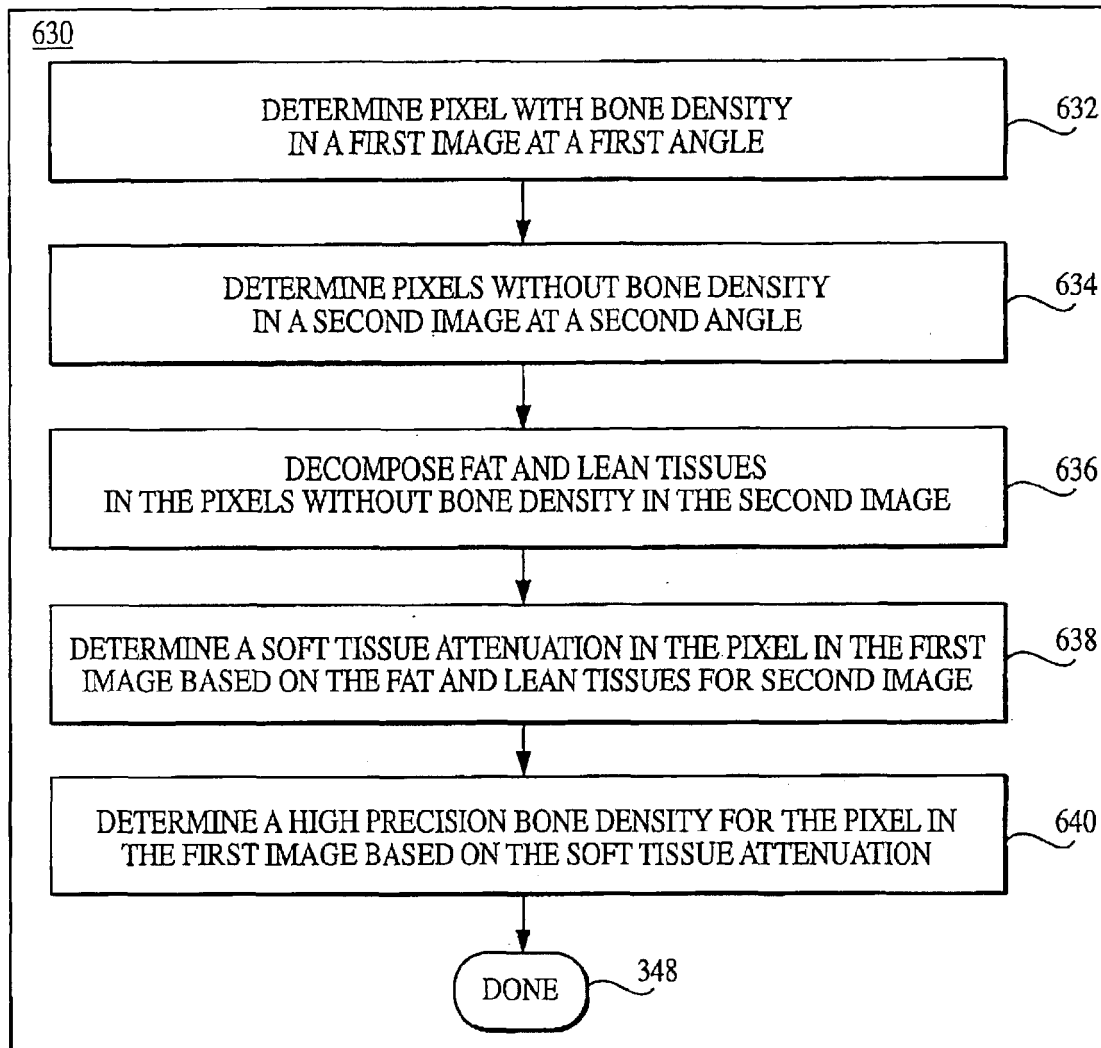 630
DETERMINE PIXEL WITH BONE DENSITY
IN A FIRST IMAGE AT A FIRST ANGLE
632
DETERMINE PIXELS WITHOUT BONE DENSITY
IN A SECOND IMAGE AT A SECOND ANGLE
634
DECOMPOSE FAT AND LEAN TISSUES
IN THE PIXELS WITHOUT BONE DENSITY IN THE SECOND IMAGE
636
DETERMINE A SOFT TISSUE ATTENUATION IN THE PIXEL IN THE FIRST
IMAGE BASED ON THE FAT AND LEAN TISSUES FOR SECOND IMAGE
638
DETERMINE A HIGH PRECISION BONE DENSITY FOR THE PIXEL IN
THE FIRST IMAGE BASED ON THE SOFT TISSUE ATTENUATION
640
DONE
348